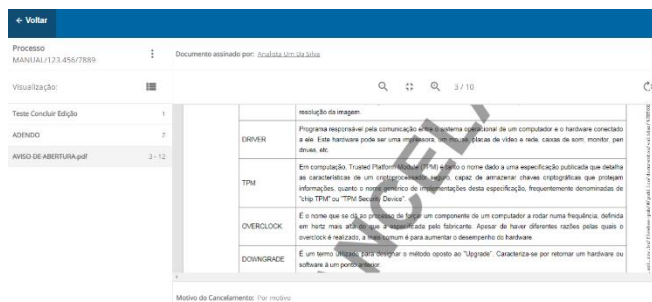 ← Voltar
Processo
MANUAL/123.456/7889
Documento assinado por: Analista Um Da Silva
Visualização:
3 / 10
Teste Concluir Edição 1
ADENDO 2
AVISO DE ABERTURA.pdf 3 - 12
resolução da imagem.
DRIVER
Programa responsável pela comunicação entre o sistema operacional de um computador e o hardware conectado
a ele. Este hardware pode ser uma impressora, um mouse, placas de vídeo e rede, caixas de som, monitor, pen
drives, etc.
TPM
Em computação, Trusted Platform Module (TPM) é tanto o nome dado a uma especificação publicada que detalha
as características de um criptoprocessador seguro, capaz de armazenar chaves criptográficas que protejam
informações, quanto o nome genérico de implementações desta especificação, frequentemente denominadas de
"chip TPM" ou "TPM Security Device".
OVERCLOCK
É o nome que se dá ao processo de forçar um componente de um computador a rodar numa frequência, definida
em hertz mais alta do que a especificada pelo fabricante. Apesar de haver diferentes razões pelas quais o
overclock é realizado, a mais comum é para aumentar o desempenho do hardware.
DOWNGRADE
É um termo utilizado para designar o método oposto ao "Upgrade". Caracteriza-se por retornar um hardware ou
software à um ponto anterior.
NCEL
Motivo do Cancelamento: Por motivo